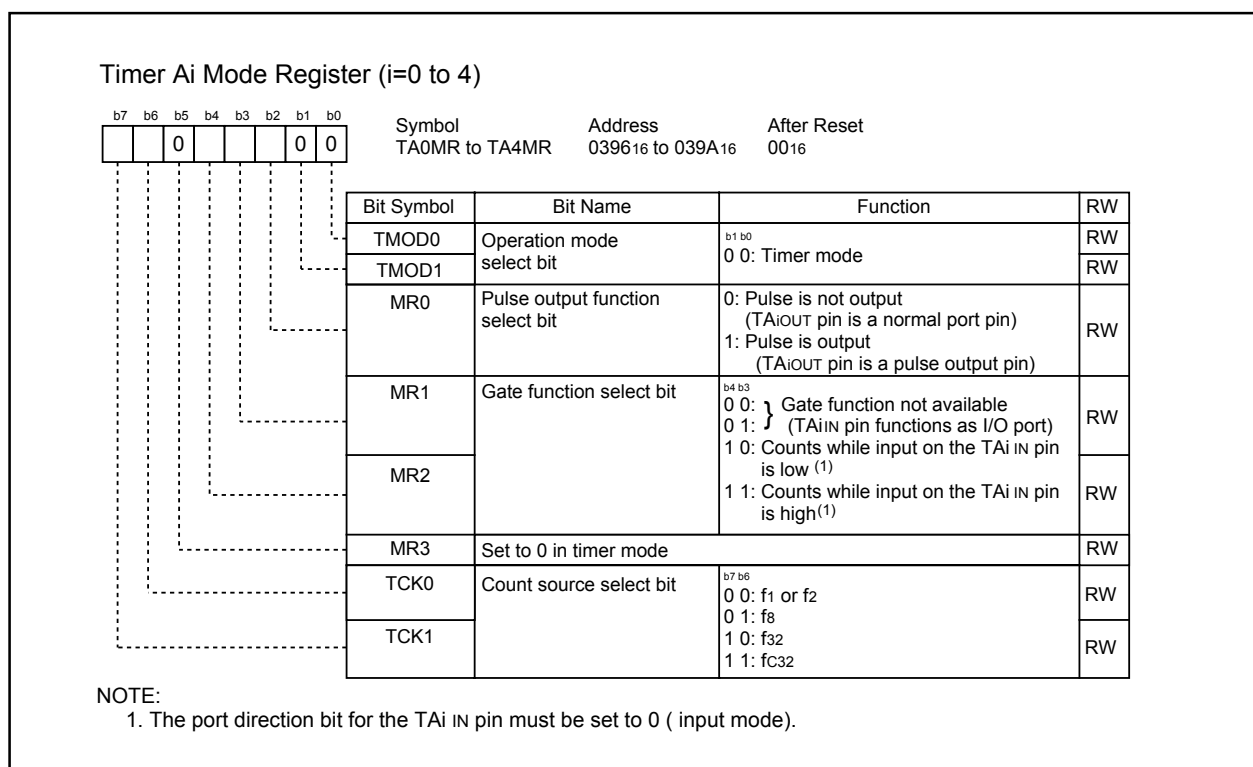 Timer Ai Mode Register (i=0 to 4)
b7 b6 b5 b4 b3 b2 b1 b0
0 0 0
Symbol Address After Reset
TA0MR to TA4MR 039616 to 039A16 0016
Bit Symbol Bit Name Function RW
TMOD0 Operation mode select bit b1 b0 RW
0 0: Timer mode
TMOD1 RW
MR0 Pulse output function select bit 0: Pulse is not output
(TAiOUT pin is a normal port pin)
1: Pulse is output
(TAiOUT pin is a pulse output pin)
RW
MR1 Gate function select bit b4 b3
0 0: } Gate function not available
0 1: (TAiIN pin functions as I/O port)
RW
1 0: Counts while input on the TAi IN pin
is low (1)
MR2 1 1: Counts while input on the TAi IN pin
is high(1)
RW
MR3 Set to 0 in timer mode RW
TCK0 Count source select bit b7 b6
0 0: f1 or f2
RW
0 1: f8
TCK1 1 0: f32
RW
1 1: fC32
NOTE:
1. The port direction bit for the TAi IN pin must be set to 0 ( input mode).